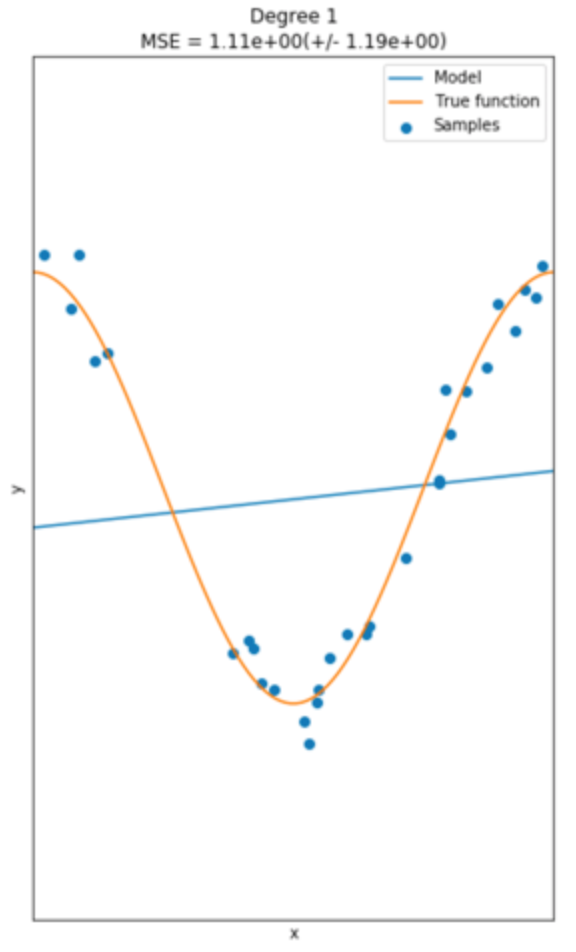 Degree 1
MSE = 1.11e+00(+/- 1.19e+00)
Model
True function
Samples
y
x